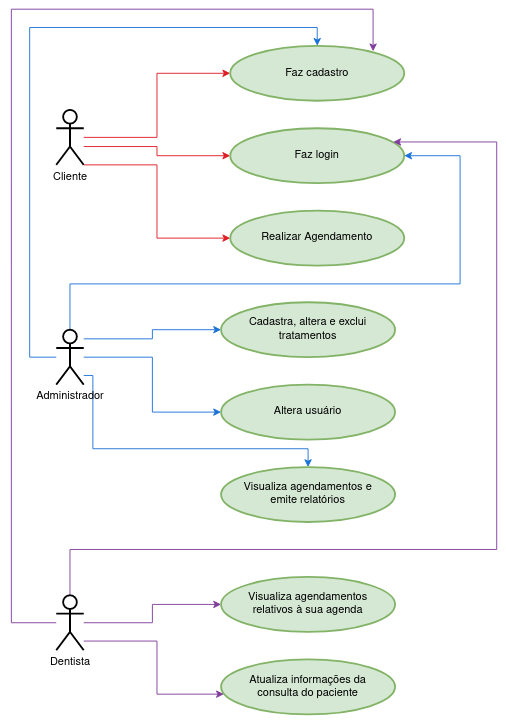 Faz cadastro
Faz login
Cliente
Realizar Agendamento
Cadastra, altera e exclui
tratamentos
Administrador
Altera usuário
Visualiza agendamentos e
emite relatórios
Visualiza agendamentos
relativos à sua agenda
Dentista
Atualiza informações da
consulta do paciente